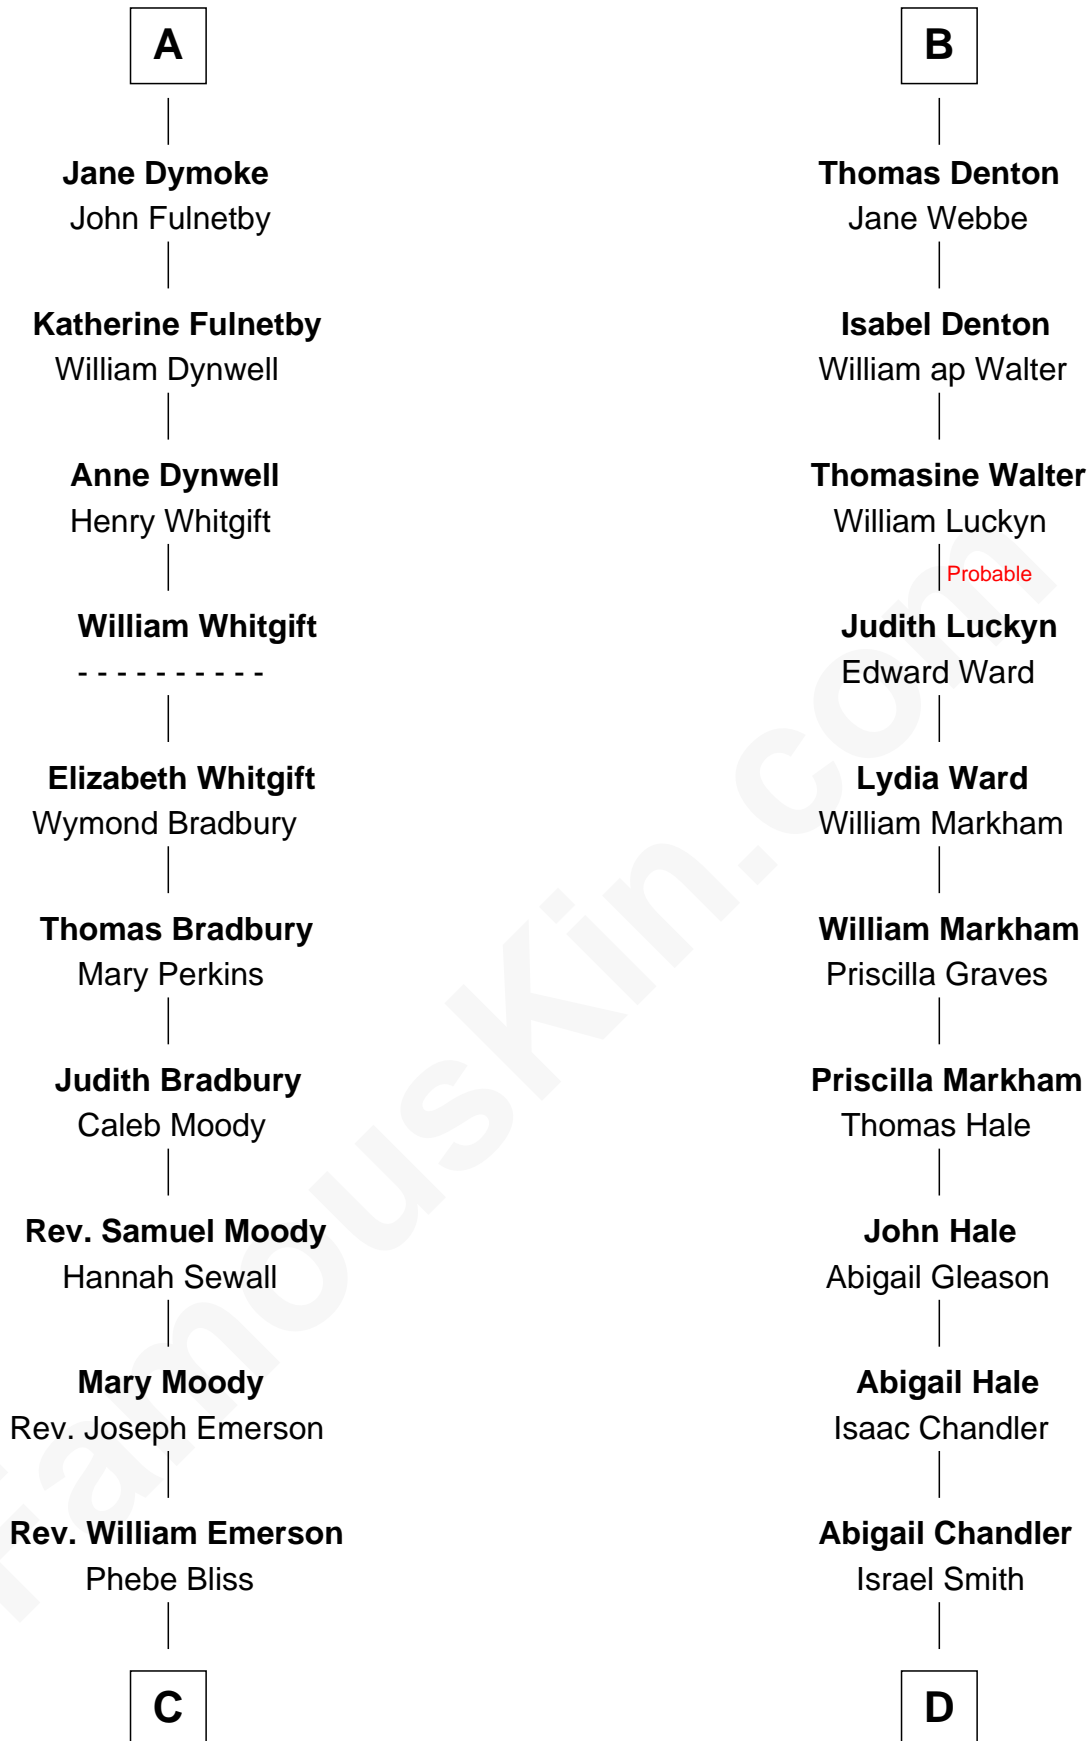 A
Jane Dymoke
John Fulnetby
Katherine Fulnetby
William Dynwell
Anne Dynwell
Henry Whitgift
William Whitgift
- - - - - - - - - -
Elizabeth Whitgift
Wymond Bradbury
Thomas Bradbury
Mary Perkins
Judith Bradbury
Caleb Moody
Rev. Samuel Moody
Hannah Sewall
Mary Moody
Rev. Joseph Emerson
Rev. William Emerson
Phebe Bliss
C
B
Thomas Denton
Jane Webbe
Isabel Denton
William ap Walter
Thomasine Walter
William Luckyn
Probable
Judith Luckyn
Edward Ward
Lydia Ward
William Markham
William Markham
Priscilla Graves
Priscilla Markham
Thomas Hale
John Hale
Abigail Gleason
Abigail Hale
Isaac Chandler
Abigail Chandler
Israel Smith
D
FamousKin.com